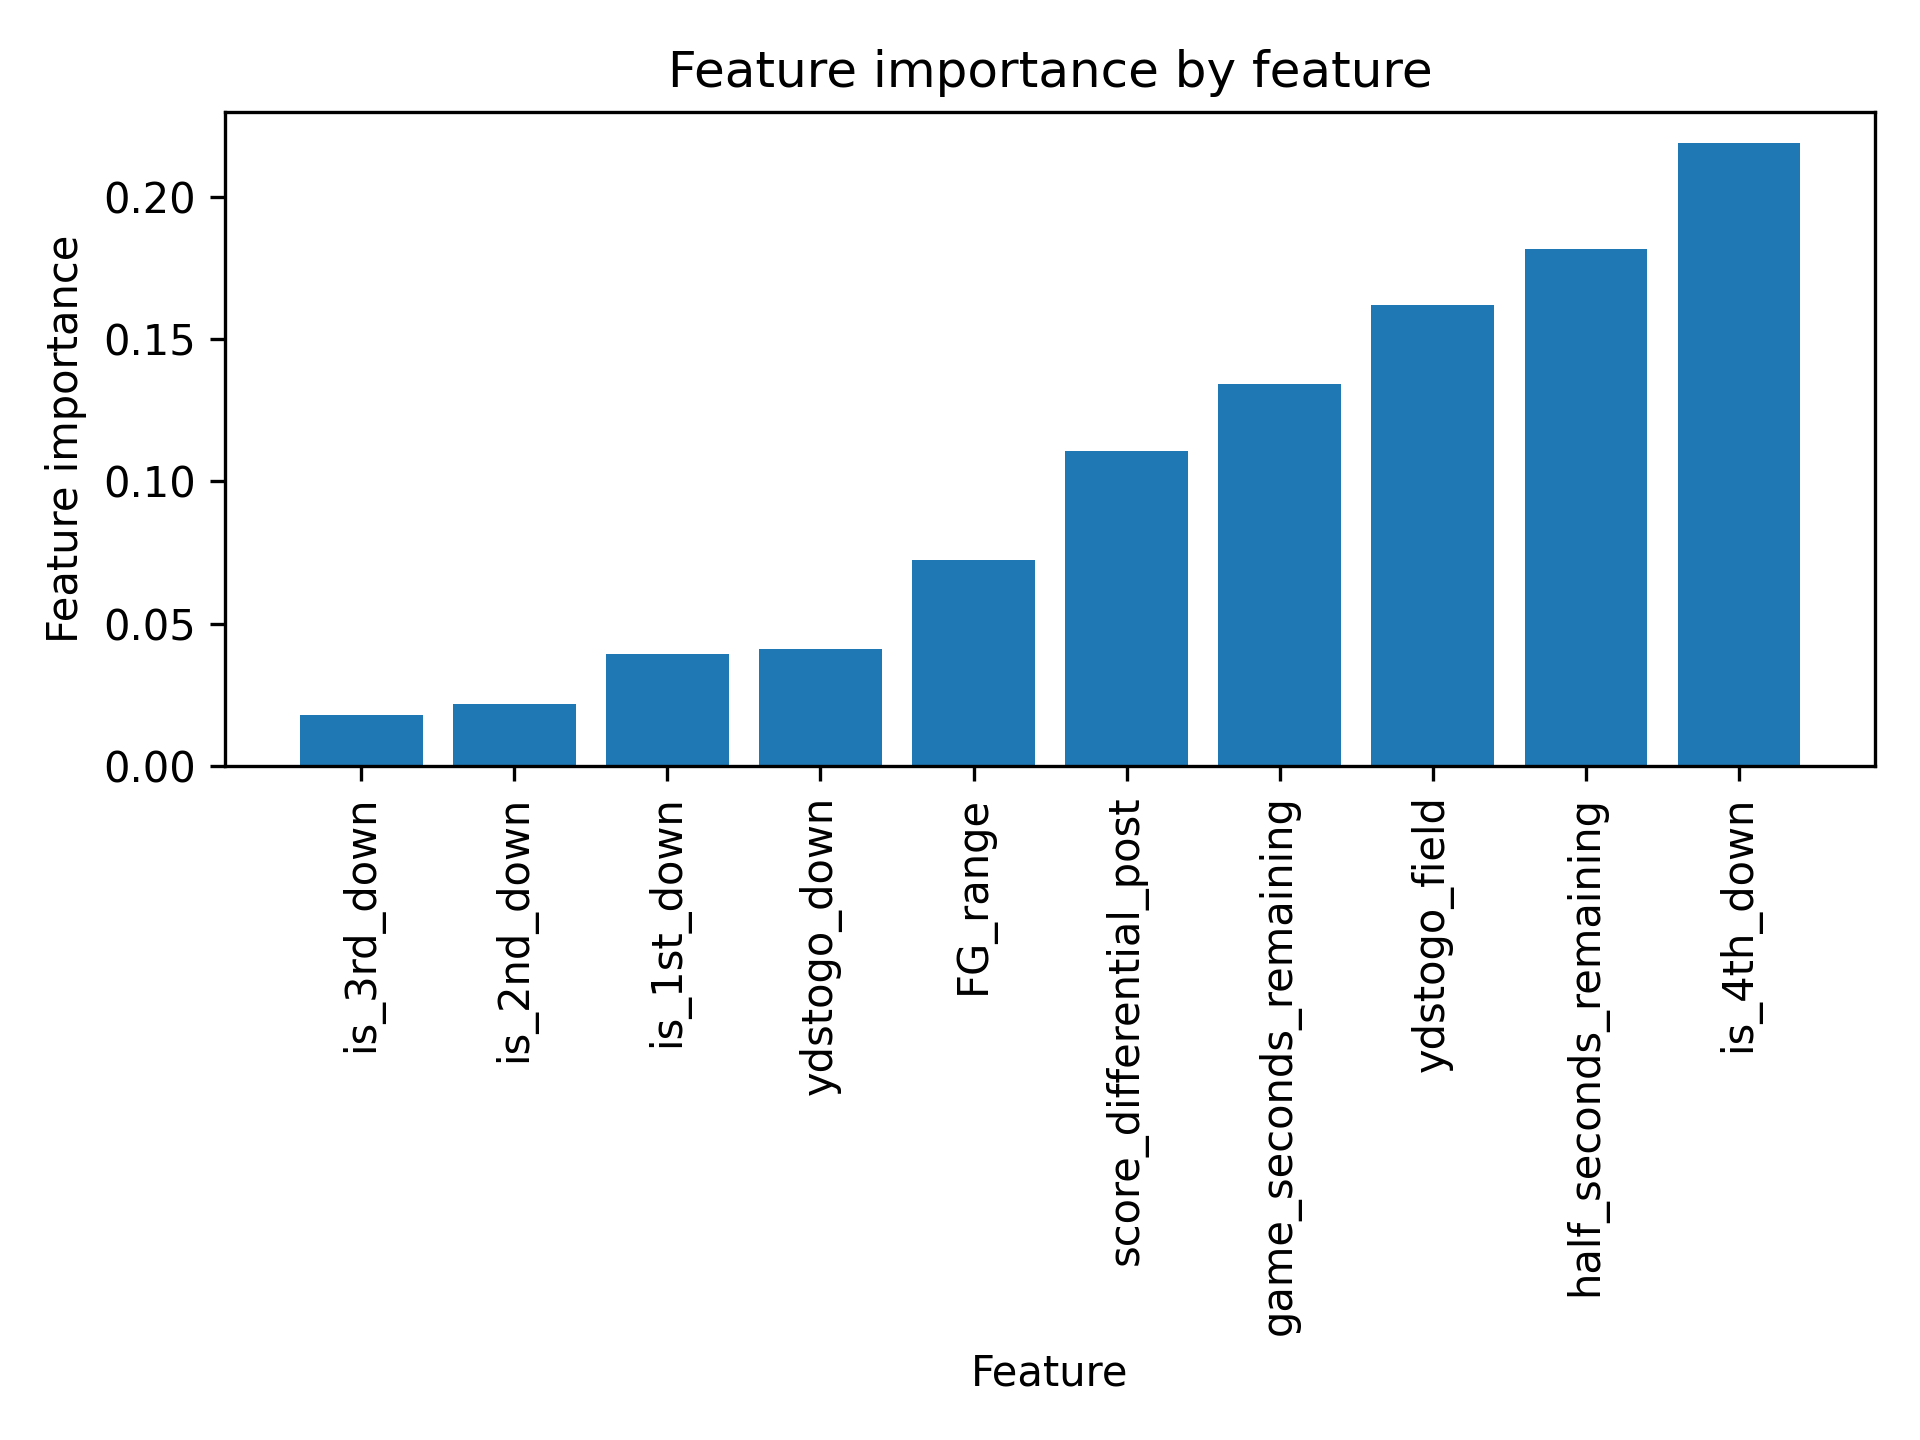 Feature importance by feature
Feature importance
0.20
0.15
0.10
0.05
0.00
is_3rd_down
is_2nd_down
is_1st_down
ydstogo_down
FG_range
score_differential_post
game_seconds_remaining
ydstogo_field
half_seconds_remaining
is_4th_down
Feature